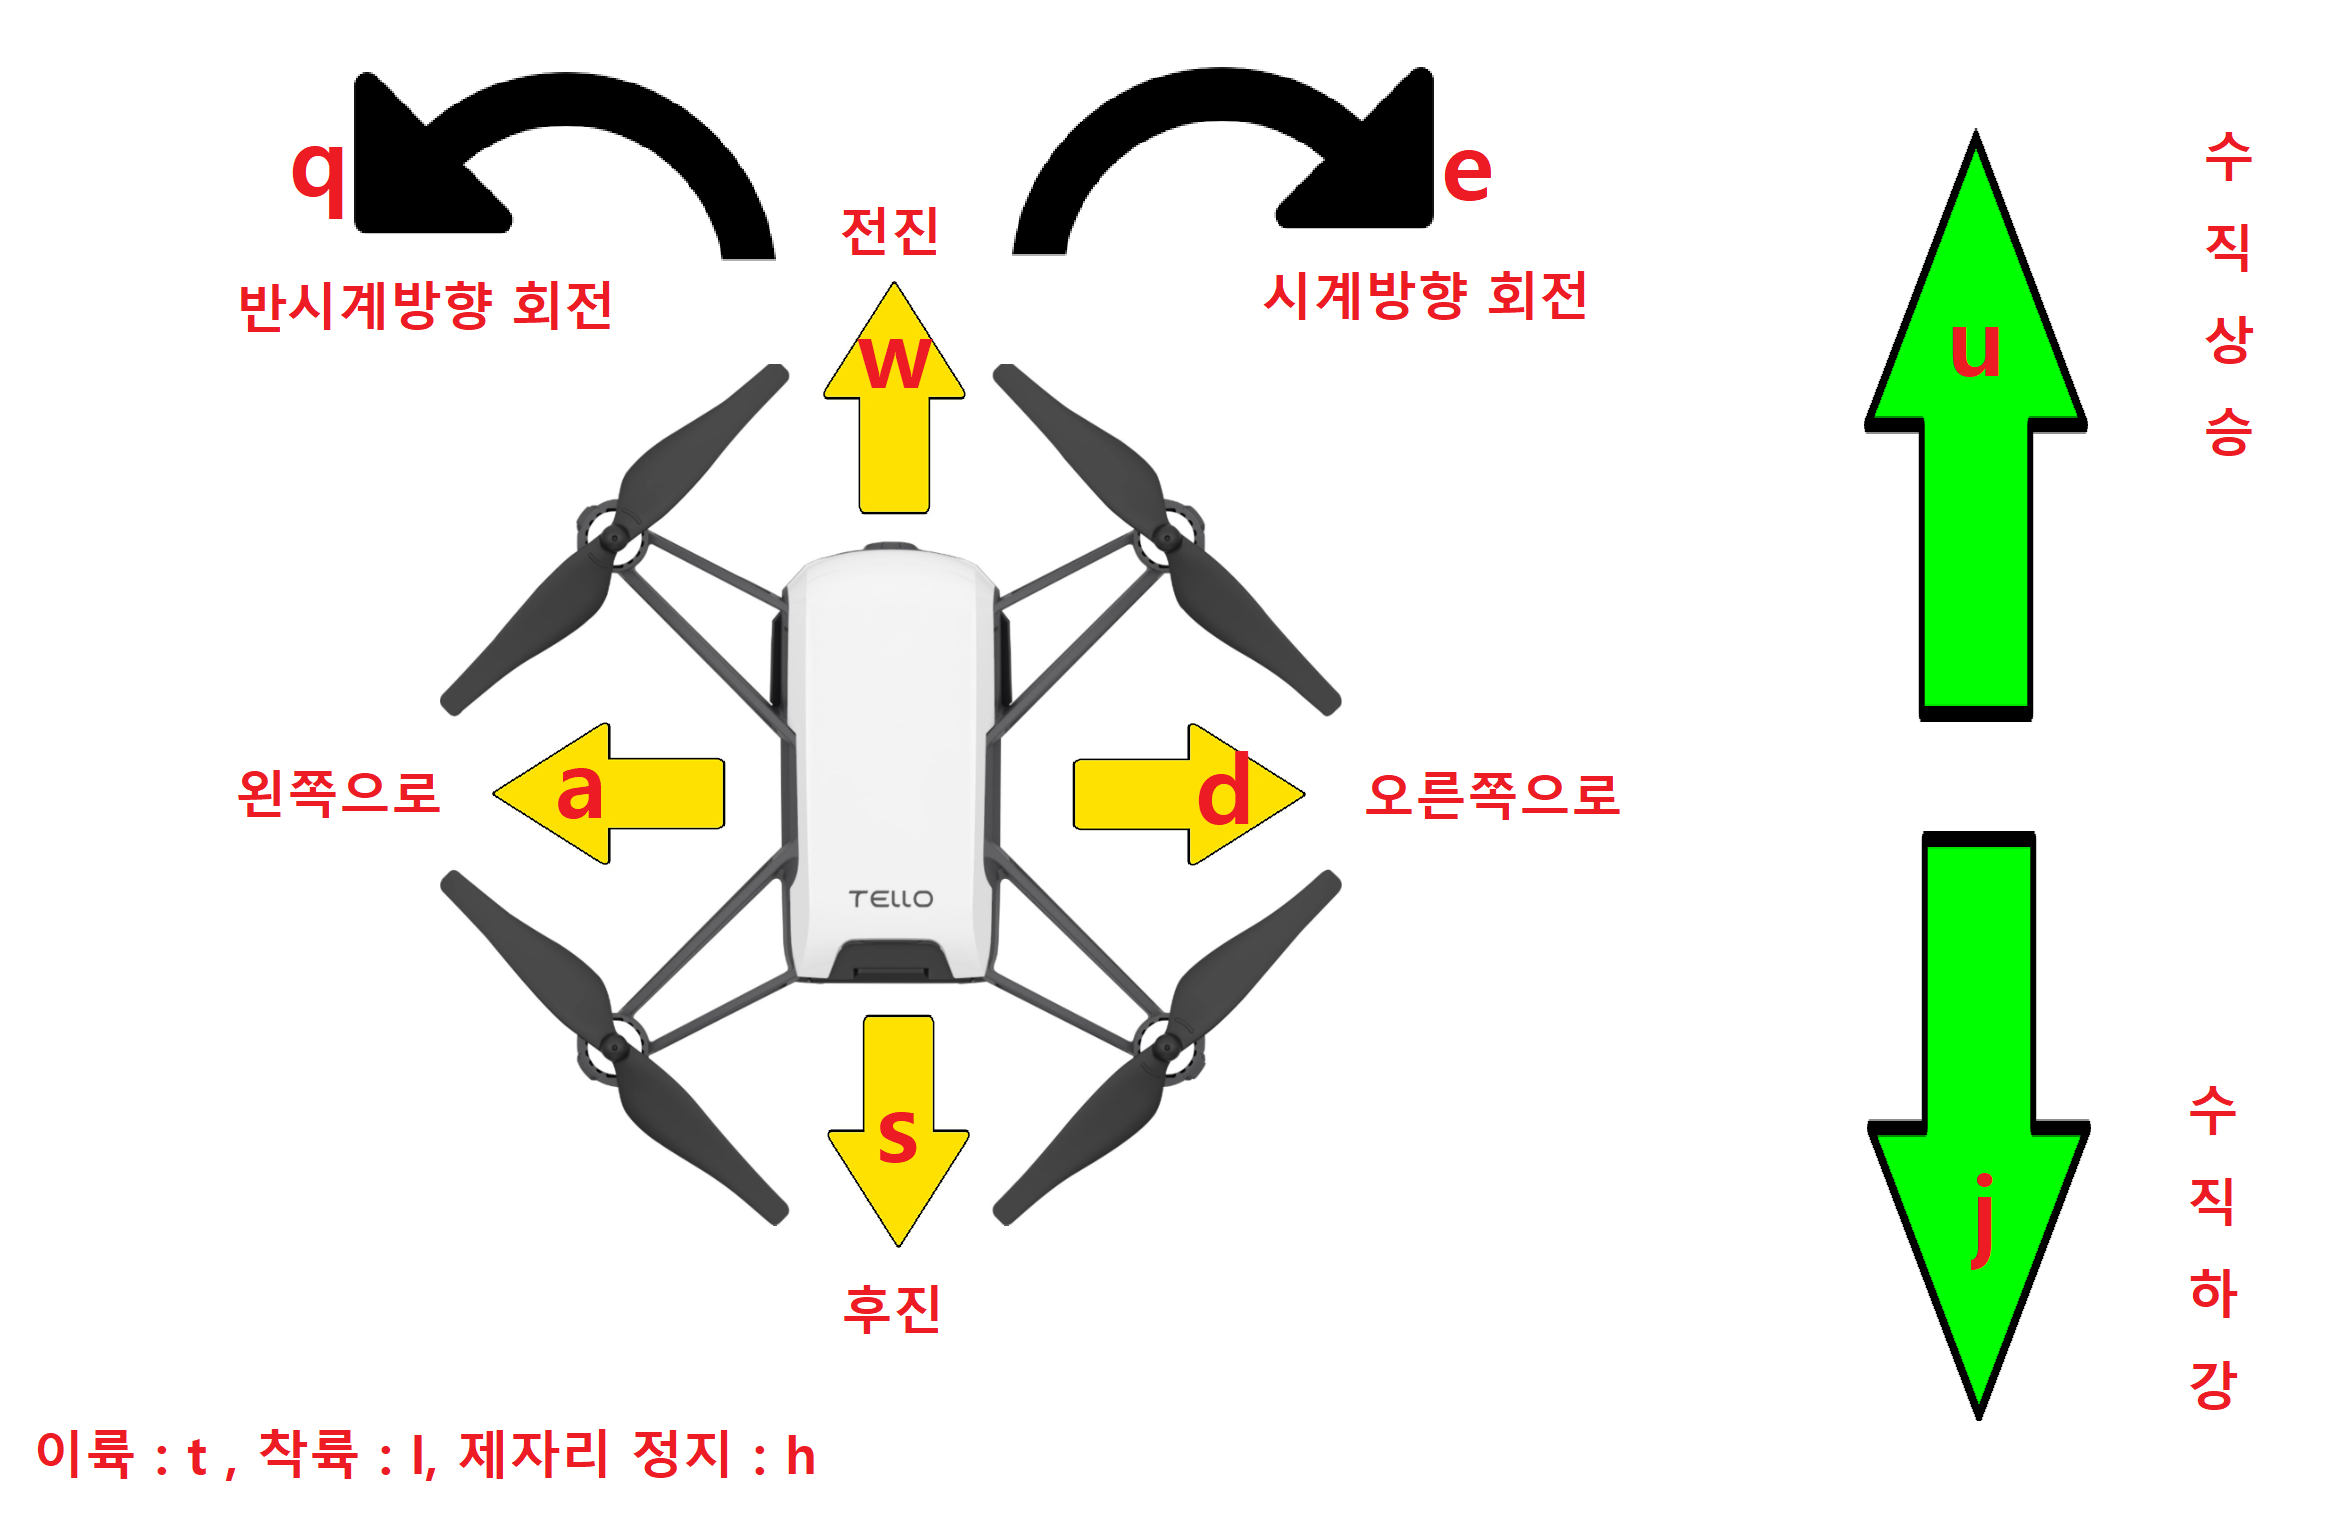 q
e
전진
반시계방향 회전
시계방향 회전
w
u
수직상승
왼쪽으로
a
d
오른쪽으로
TELLO
s
j
수직하강
후진
이륙 : t , 착륙 : l, 제자리 정지 : h